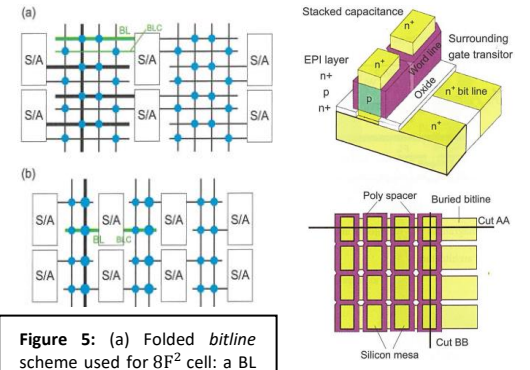 (a)
BL
BLC
S/A
S/A
S/A
S/A
S/A
S/A
(b)
S/A
S/A
S/A
S/A
BL
BLC
S/A
S/A
S/A
S/A
Figure 5: (a) Folded bitline
scheme used for 8F² cell: a BL
Stacked capacitance
Surrounding
gate transitor
EPI layer
n+
p
n+
n+
n+
Word line
p
Oxide
n+ bit line
n+
Poly spacer
Buried bitline
Cut AA
Silicon mesa
Cut BB